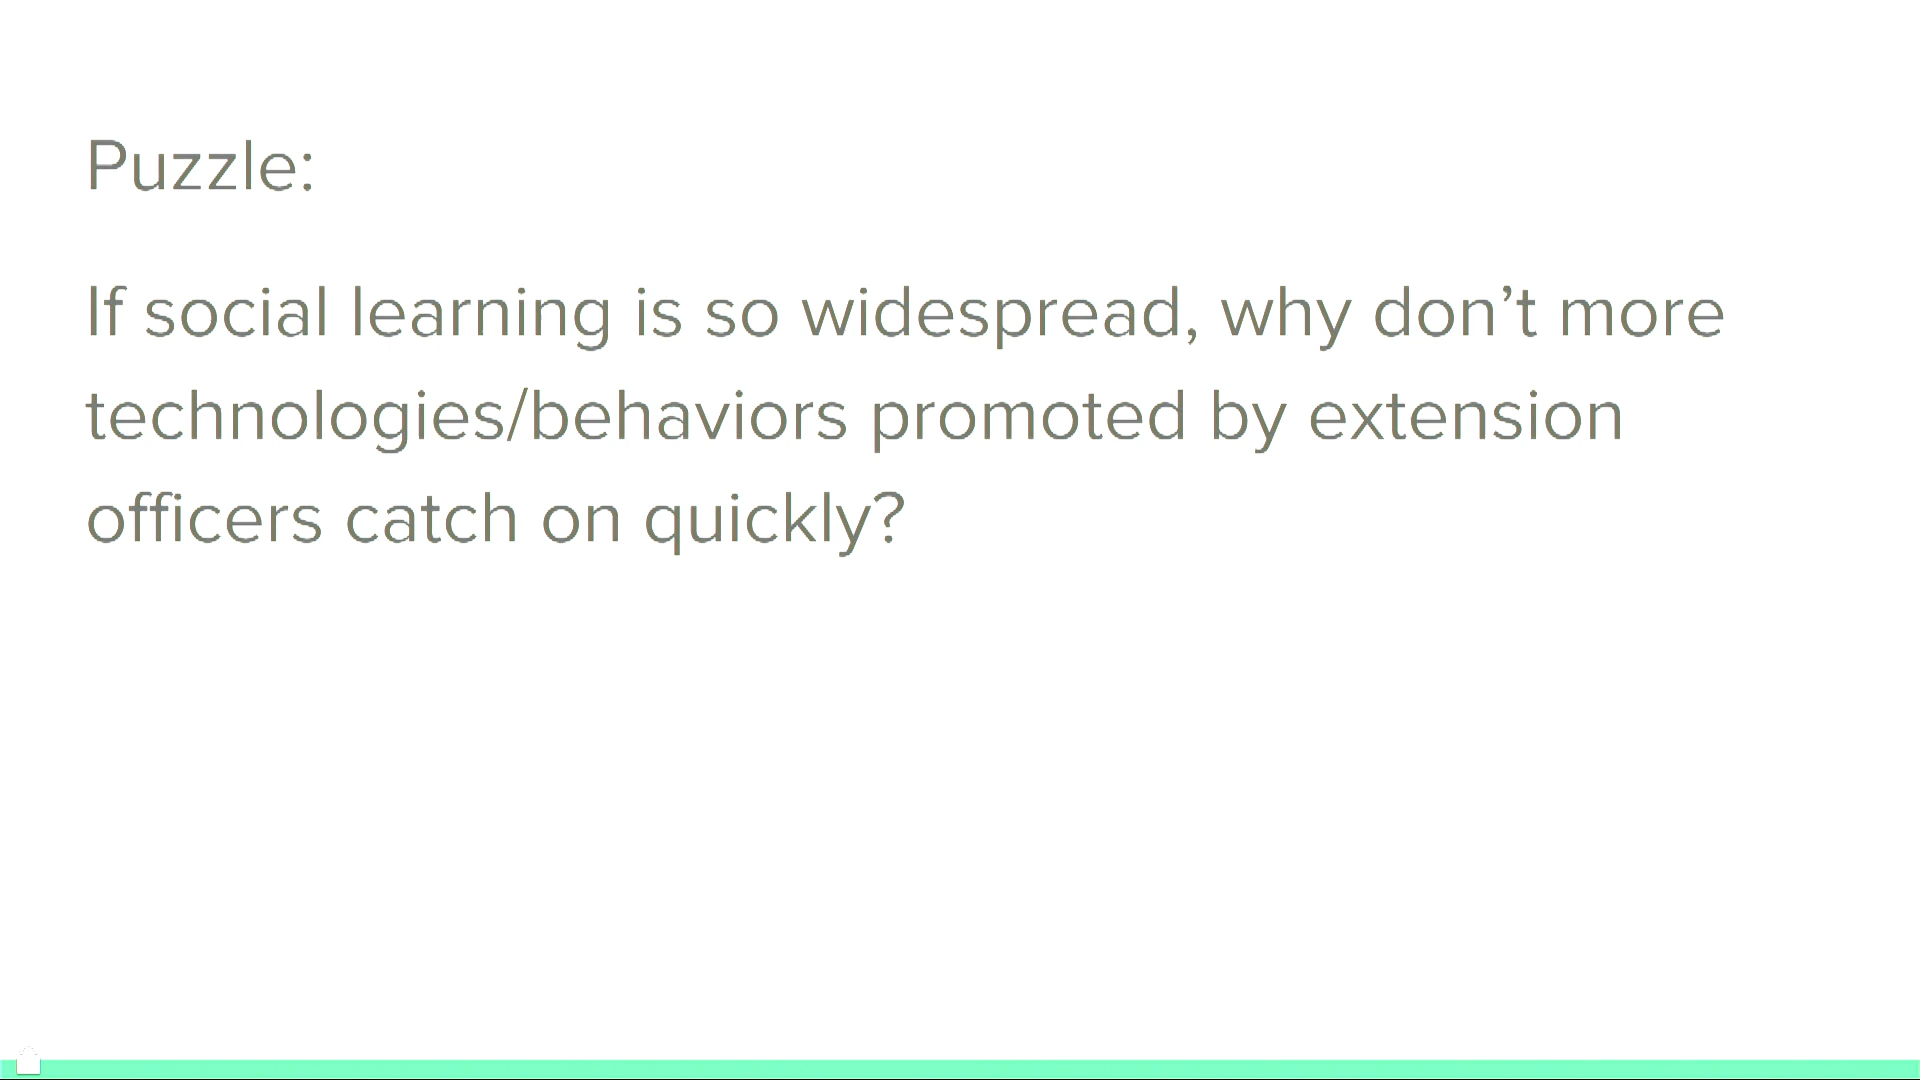 Puzzle:
If social learning is so widespread, why don’t more
technologies/behaviors promoted by extension
officers catch on quickly?